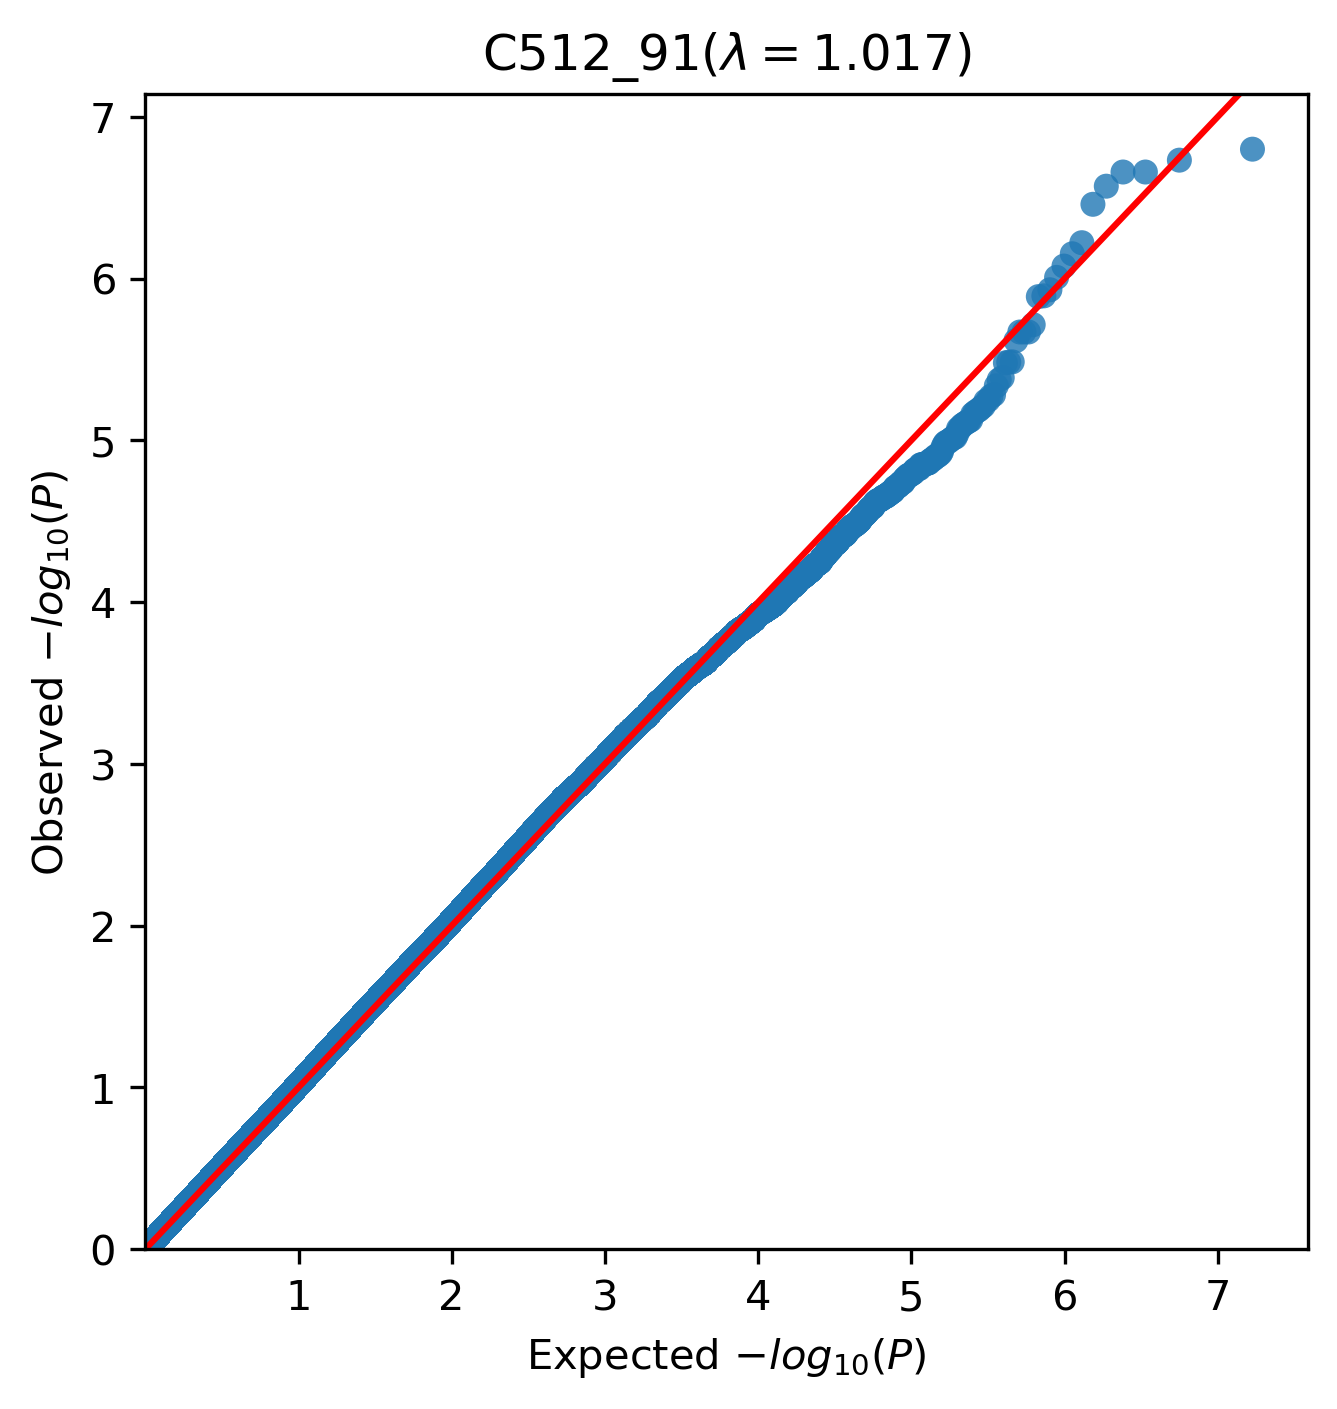 C512_91(λ = 1.017)
7
6
5
4
3
2
1
0
Observed −log₁₀(P)
1 2 3 4 5 6 7
Expected −log₁₀(P)